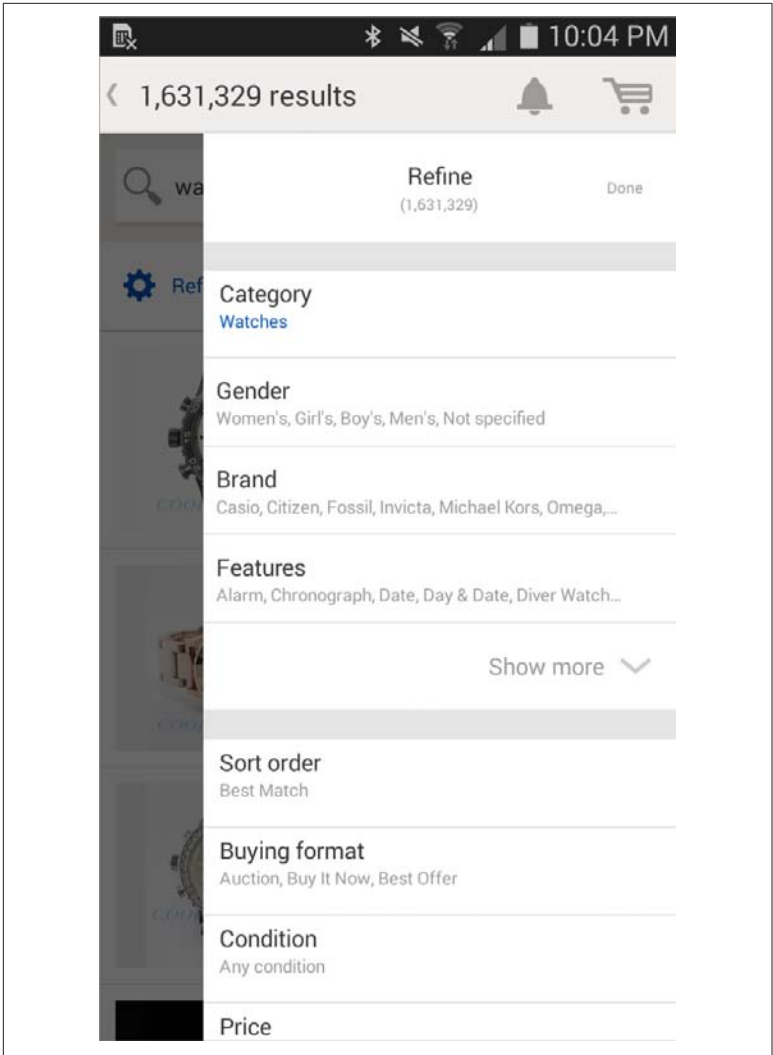 10:04 PM
1,631,329 results
wa
Refine
(1,631,329)
Done
Ref
Category
Watches
Gender
Women's, Girl's, Boy's, Men's, Not specified
Brand
Casio, Citizen, Fossil, Invicta, Michael Kors, Omega,...
Features
Alarm, Chronograph, Date, Day & Date, Diver Watch...
Show more
Sort order
Best Match
Buying format
Auction, Buy It Now, Best Offer
Condition
Any condition
Price